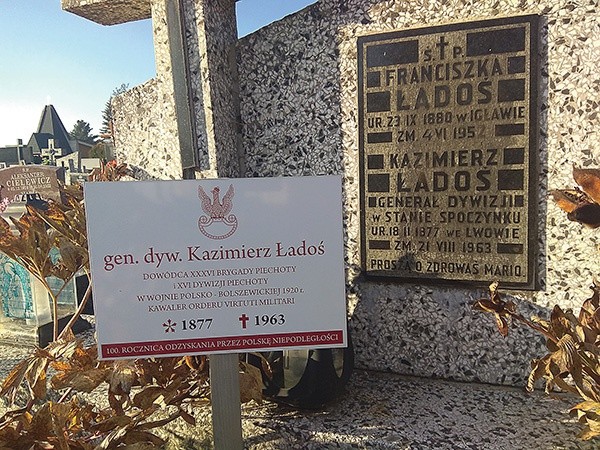 Ś. † P.
FRANCISZKA
ŁADOŚ
UR. 23 IX 1880 W IGŁAWIE
ZM. 4 VI 1952
KAZIMIERZ
ŁADOŚ
GENERAŁ DYWIZJI
W STANIE SPOCZYNKU
UR. 18 II 1877 WE LWOWIE
ZM. 21 VIII 1963
PROSZĄ O ZDROWAŚ MARIO
gen. dyw. Kazimierz Ładoś
DOWÓDCA XXXVI BRYGADY PIECHOTY
i XVI DYWIZJI PIECHOTY
W WOJNIE POLSKO - BOLSZEWICKIEJ 1920 r.
KAWALER ORDERU VIRTUTI MILITARI
* 1877 † 1963
100. ROCZNICA ODZYSKANIA PRZEZ POLSKĘ NIEPODLEGŁOŚCI
CELEWICZ